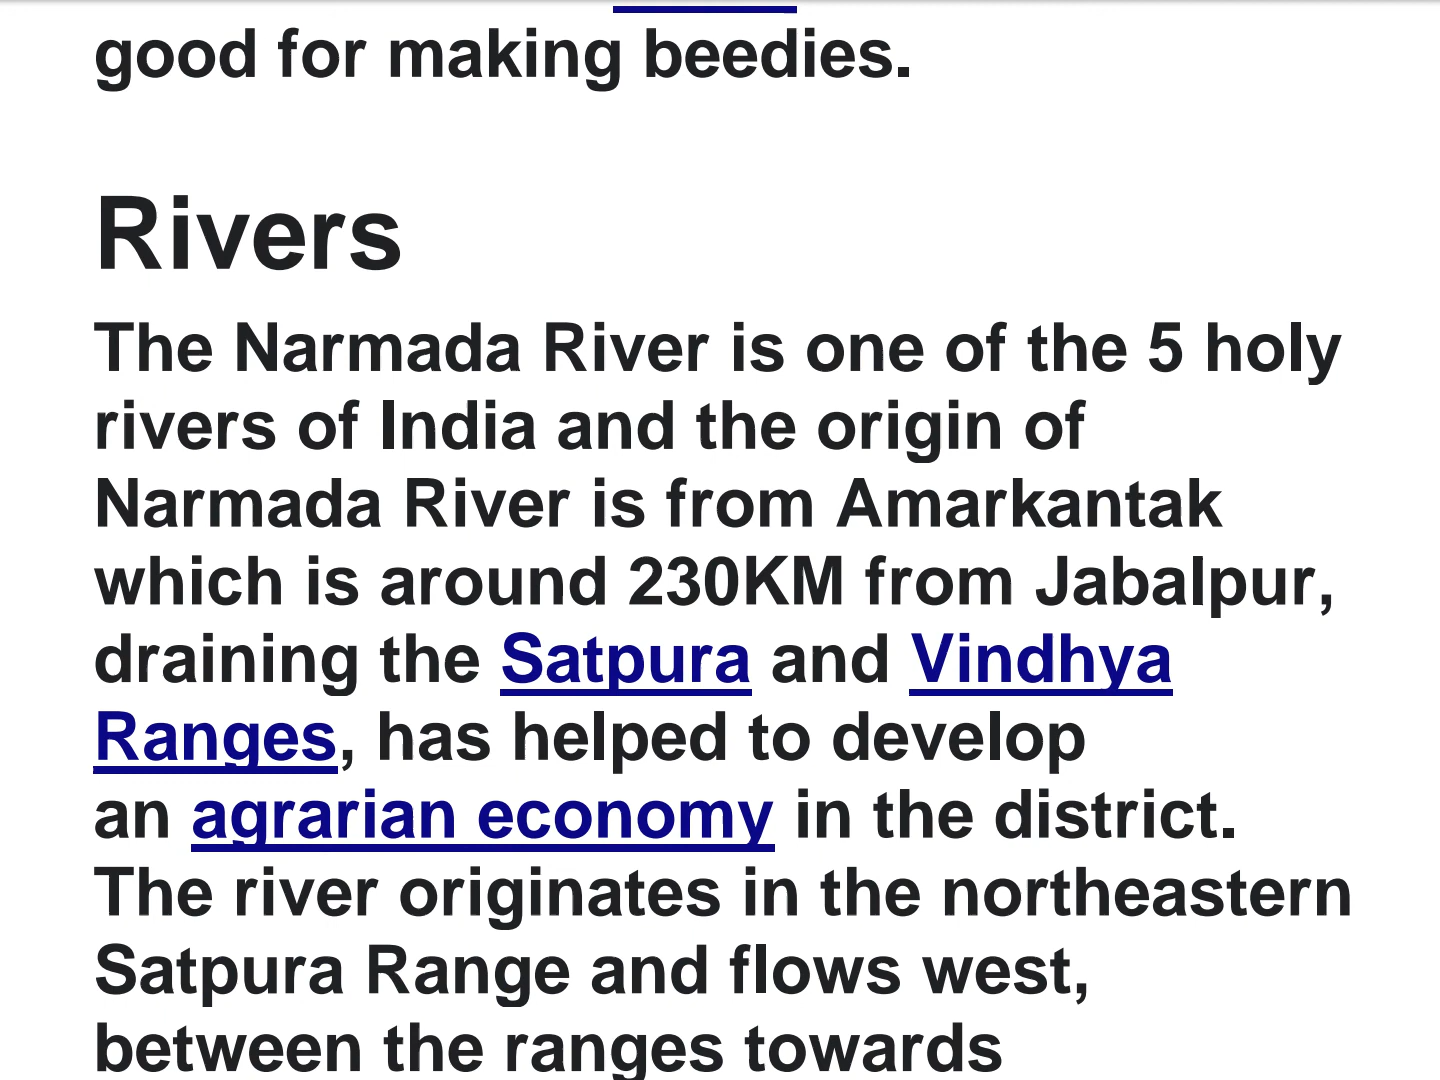 good for making beedies.
Rivers
The Narmada River is one of the 5 holy
rivers of India and the origin of
Narmada River is from Amarkantak
which is around 230KM from Jabalpur,
draining the Satpura and Vindhya
Ranges, has helped to develop
an agrarian economy in the district.
The river originates in the northeastern
Satpura Range and flows west,
between the ranges towards